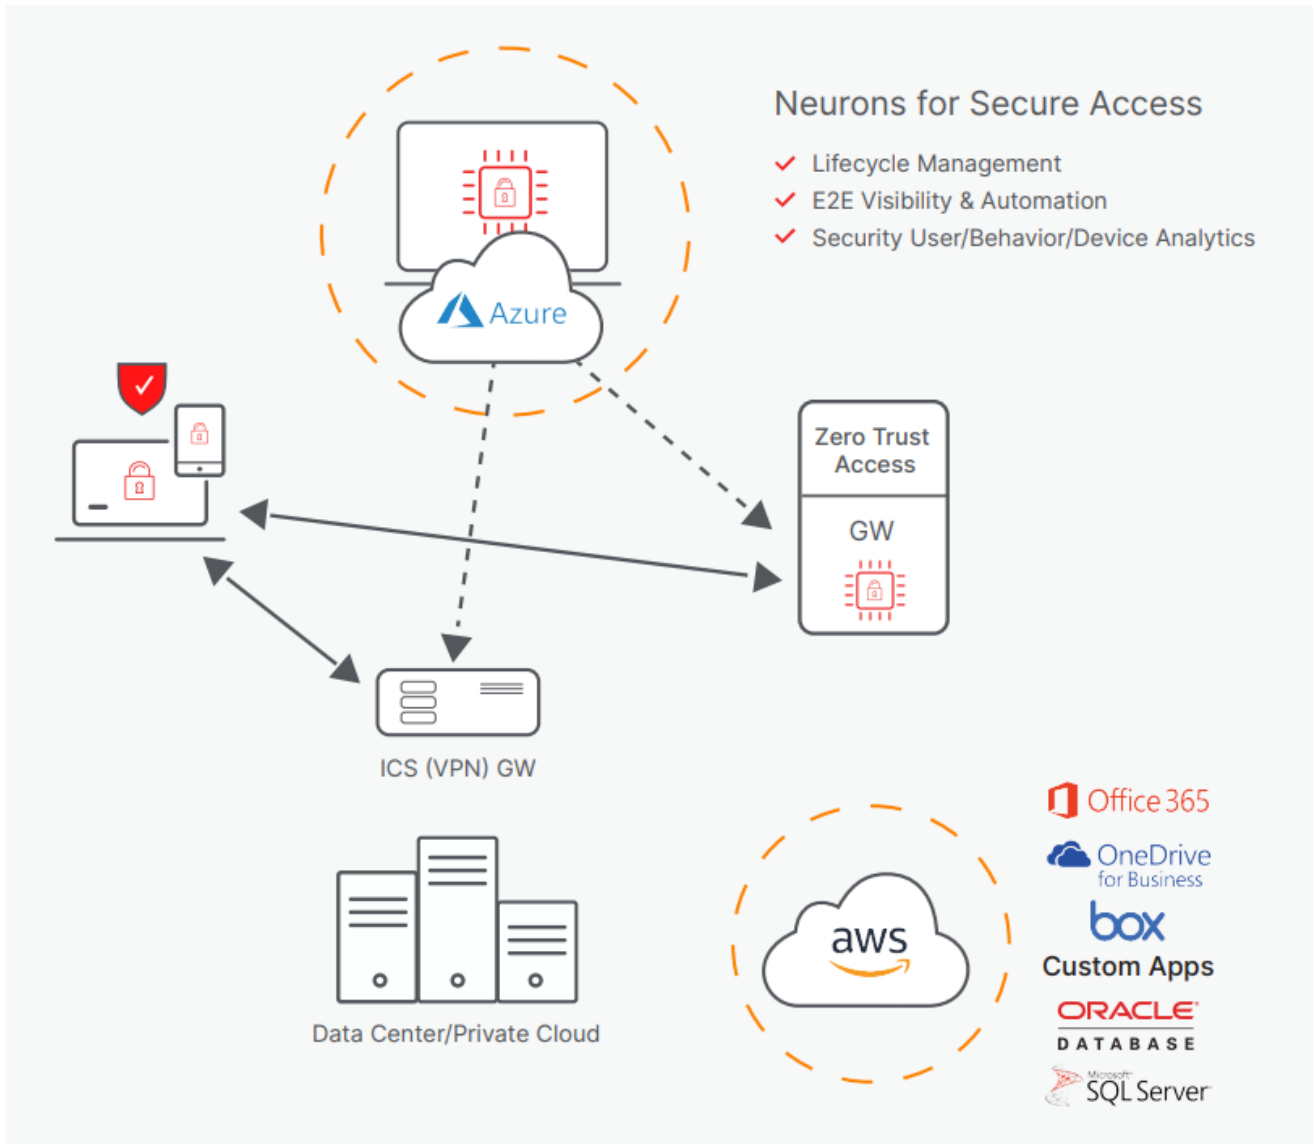 Neurons for Secure Access
Lifecycle Management
E2E Visibility & Automation
Security User/Behavior/Device Analytics
Azure
Zero Trust
Access
GW
ICS (VPN) GW
Data Center/Private Cloud
aws
Office 365
OneDrive
for Business
box
Custom Apps
ORACLE
DATABASE
Microsoft
SQL Server